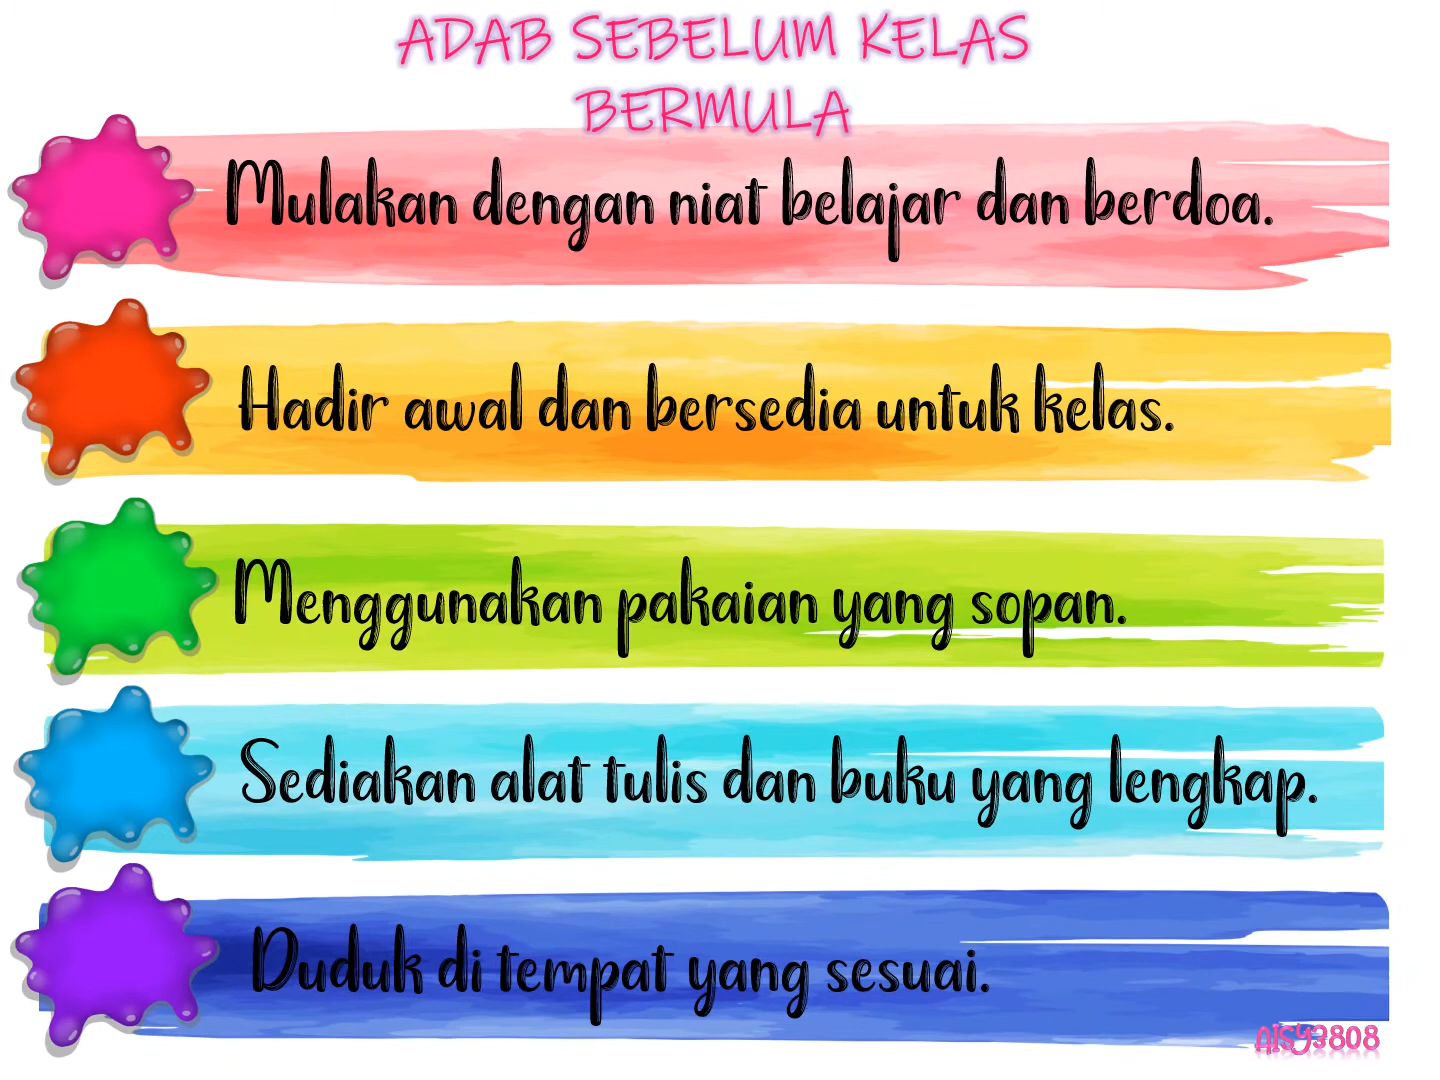 ADAB SEBELUM KELAS
BERMULA
Mulakan dengan niat belajar dan berdoa.
Hadir awal dan bersedia untuk kelas.
Menggunakan pakaian yang sopan.
Sediakan alat tulis dan buku yang lengkap.
Duduk di tempat yang sesuai.
AISY3808